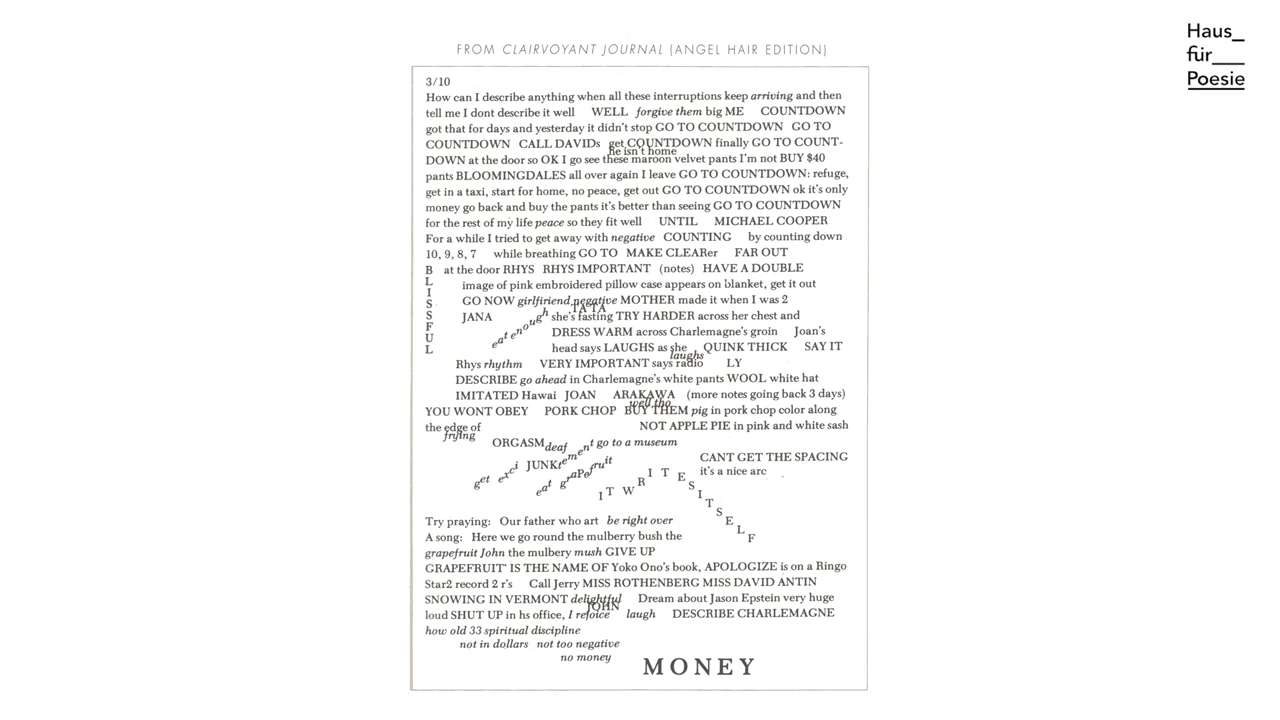 FROM CLAIRVOYANT JOURNAL (ANGEL HAIR EDITION)
Haus_
für___
Poesie
3/10
How can I describe anything when all these interruptions keep arriving and then
tell me I dont describe it well WELL forgive them big ME COUNTDOWN
got that for days and yesterday it didn't stop GO TO COUNTDOWN GO TO
COUNTDOWN CALL DAVIDs get COUNTDOWN finally GO TO COUNT-
he isn't home
DOWN at the door so OK I go see these maroon velvet pants I'm not BUY $40
pants BLOOMINGDALES all over again I leave GO TO COUNTDOWN: refuge,
get in a taxi, start for home, no peace, get out GO TO COUNTDOWN ok it's only
money go back and buy the pants it's better than seeing GO TO COUNTDOWN
for the rest of my life peace so they fit well UNTIL MICHAEL COOPER
For a while I tried to get away with negative COUNTING by counting down
10, 9, 8, 7 while breathing GO TO MAKE CLEARer FAR OUT
BLISSFUL
at the door RHYS RHYS IMPORTANT (notes) HAVE A DOUBLE
image of pink embroidered pillow case appears on blanket, get it out
GO NOW girlfriend negative MOTHER made it when I was 2
TA TA
JANA eat enough she's fasting TRY HARDER across her chest and
DRESS WARM across Charlemagne's groin Joan's
head says LAUGHS as she QUINK THICK SAY IT
laughs
Rhys rhythm VERY IMPORTANT says radio LY
DESCRIBE go ahead in Charlemagne's white pants WOOL white hat
IMITATED Hawai JOAN ARAKAWA (more notes going back 3 days)
well tho
YOU WONT OBEY PORK CHOP BUY THEM pig in pork chop color along
the edge of NOT APPLE PIE in pink and white sash
frying
ORGASM deaf go to a museum
get exci tement
JUNK
eat graPefruit
CANT GET THE SPACING
it's a nice arc
IT WRITES ITSELF
Try praying: Our father who art be right over
A song: Here we go round the mulberry bush the
grapefruit John the mulbery mush GIVE UP
GRAPEFRUIT' IS THE NAME OF Yoko Ono's book, APOLOGIZE is on a Ringo
Star2 record 2 r's Call Jerry MISS ROTHENBERG MISS DAVID ANTIN
SNOWING IN VERMONT delightful Dream about Jason Epstein very huge
JOHN
loud SHUT UP in hs office, I rejoice laugh DESCRIBE CHARLEMAGNE
how old 33 spiritual discipline
not in dollars not too negative
no money
MONEY